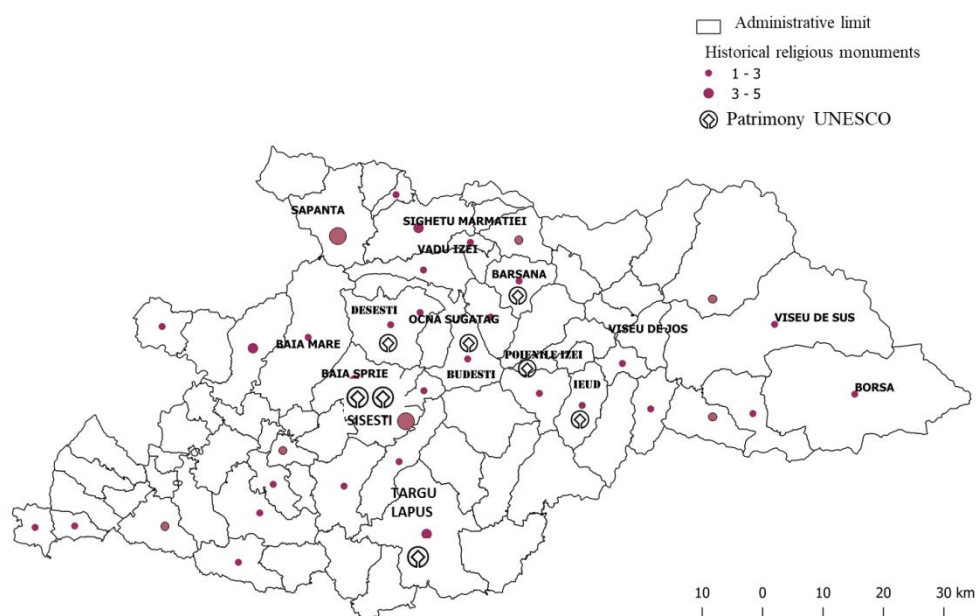 Administrative limit
Historical religious monuments
1 - 3
3 - 5
Patrimony UNESCO
SAPANTA
SIGHETU MARMATIEI
VADU IZEI
BARSANA
DESESTI
OCNA SUGATAG
VISEU DE SUS
VISEU DE JOS
BAIA MARE
POIENILE IZEI
BAIA SPRIE
BUDESTI
IEUD
BORSA
SISESTI
TARGU
LAPUS
10 0 10 20 30 km